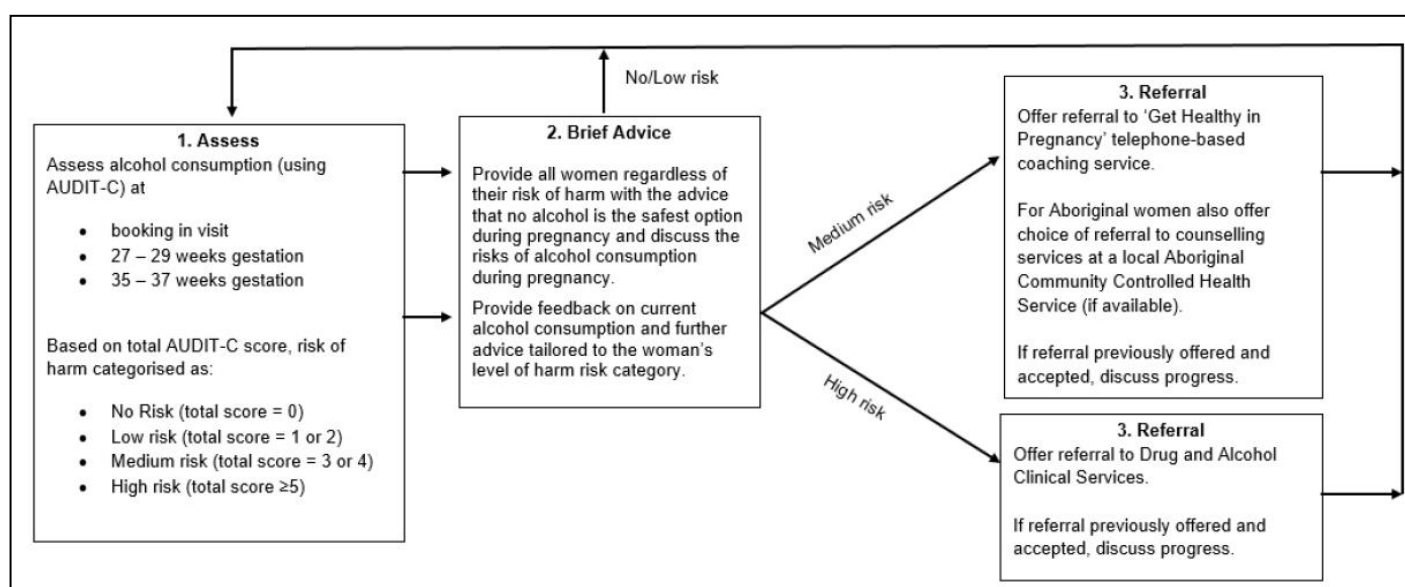 No/Low risk
1. Assess
Assess alcohol consumption (using
AUDIT-C) at
• booking in visit
• 27 – 29 weeks gestation
• 35 – 37 weeks gestation
Based on total AUDIT-C score, risk of
harm categorised as:
• No Risk (total score = 0)
• Low risk (total score = 1 or 2)
• Medium risk (total score = 3 or 4)
• High risk (total score ≥5)
2. Brief Advice
Provide all women regardless of
their risk of harm with the advice
that no alcohol is the safest option
during pregnancy and discuss the
risks of alcohol consumption
during pregnancy.
Provide feedback on current
alcohol consumption and further
advice tailored to the woman’s
level of harm risk category.
Medium risk
High risk
3. Referral
Offer referral to ‘Get Healthy in
Pregnancy’ telephone-based
coaching service.
For Aboriginal women also offer
choice of referral to counselling
services at a local Aboriginal
Community Controlled Health
Service (if available).
If referral previously offered and
accepted, discuss progress.
3. Referral
Offer referral to Drug and Alcohol
Clinical Services.
If referral previously offered and
accepted, discuss progress.